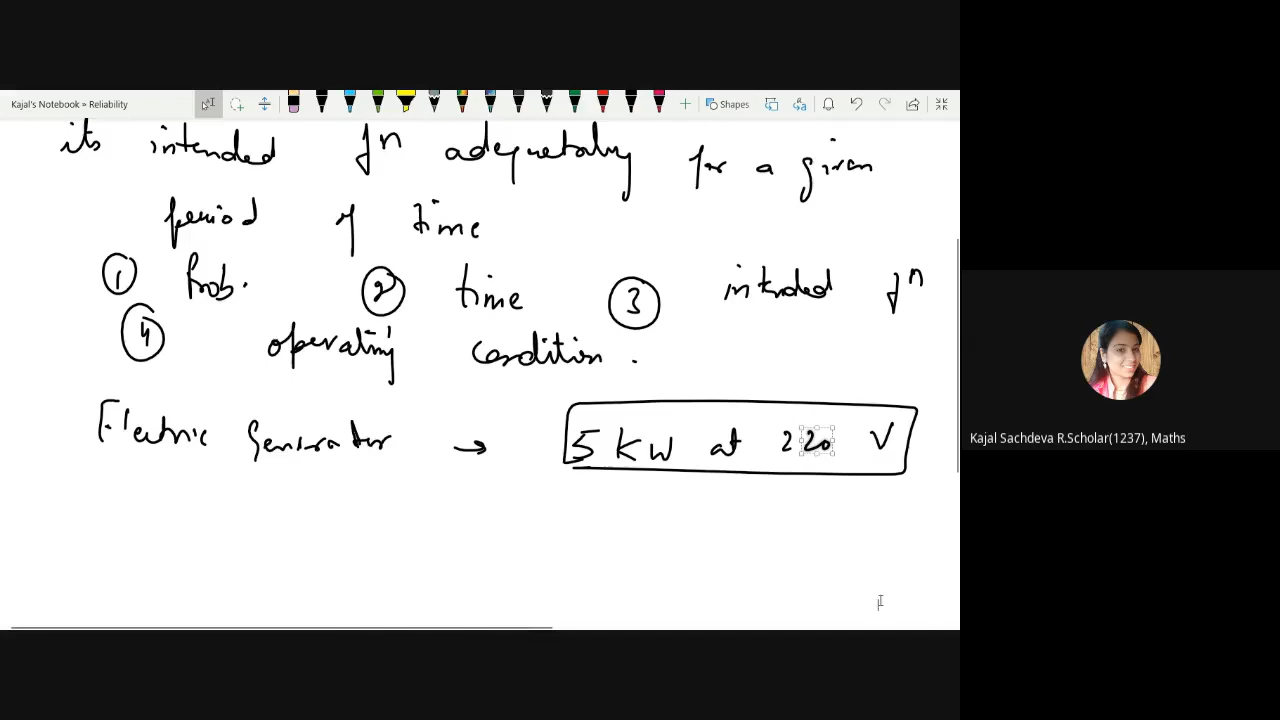 Kajal's Notebook » Reliability
Shapes
its intended fn adequetaly for a given
period of time
① Prob. ② time ③ intended fn
④ operating condition.
Electric Generator → 5 KW at 220 V
Kajal Sachdeva R.Scholar(1237), Maths